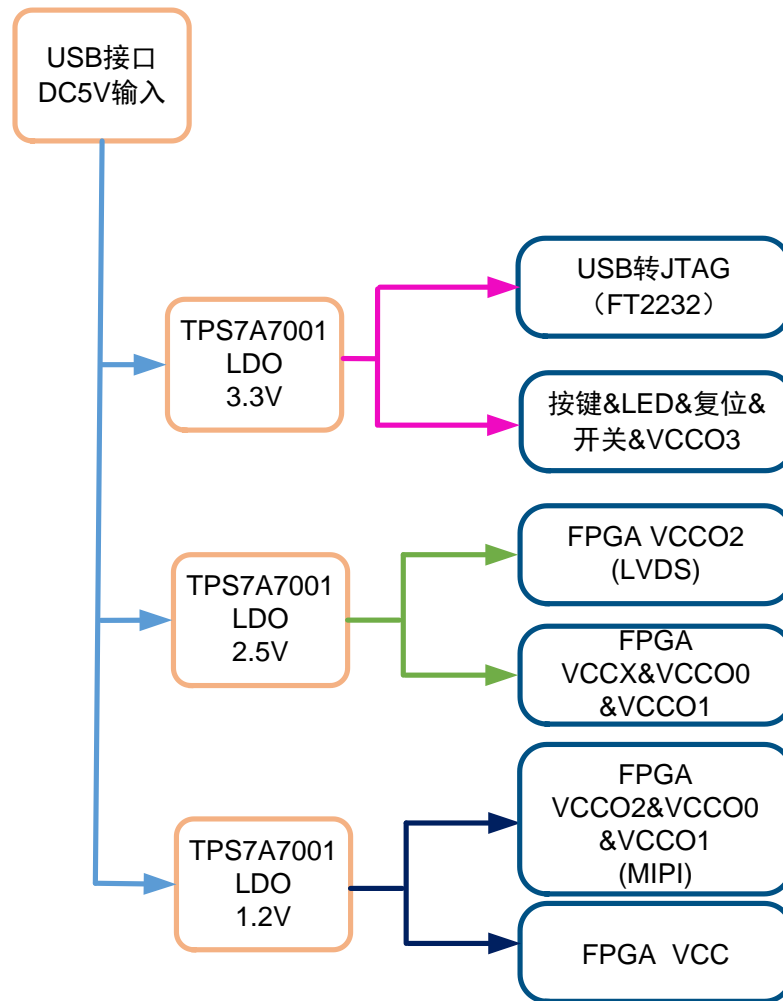 USB接口
DC5V输入
USB转JTAG
（FT2232）
TPS7A7001
LDO
3.3V
按键&LED&复位&
开关&VCCO3
FPGA VCCO2
(LVDS)
TPS7A7001
LDO
2.5V
FPGA
VCCX&VCCO0
&VCCO1
FPGA
VCCO2&VCCO0
&VCCO1
(MIPI)
TPS7A7001
LDO
1.2V
FPGA VCC